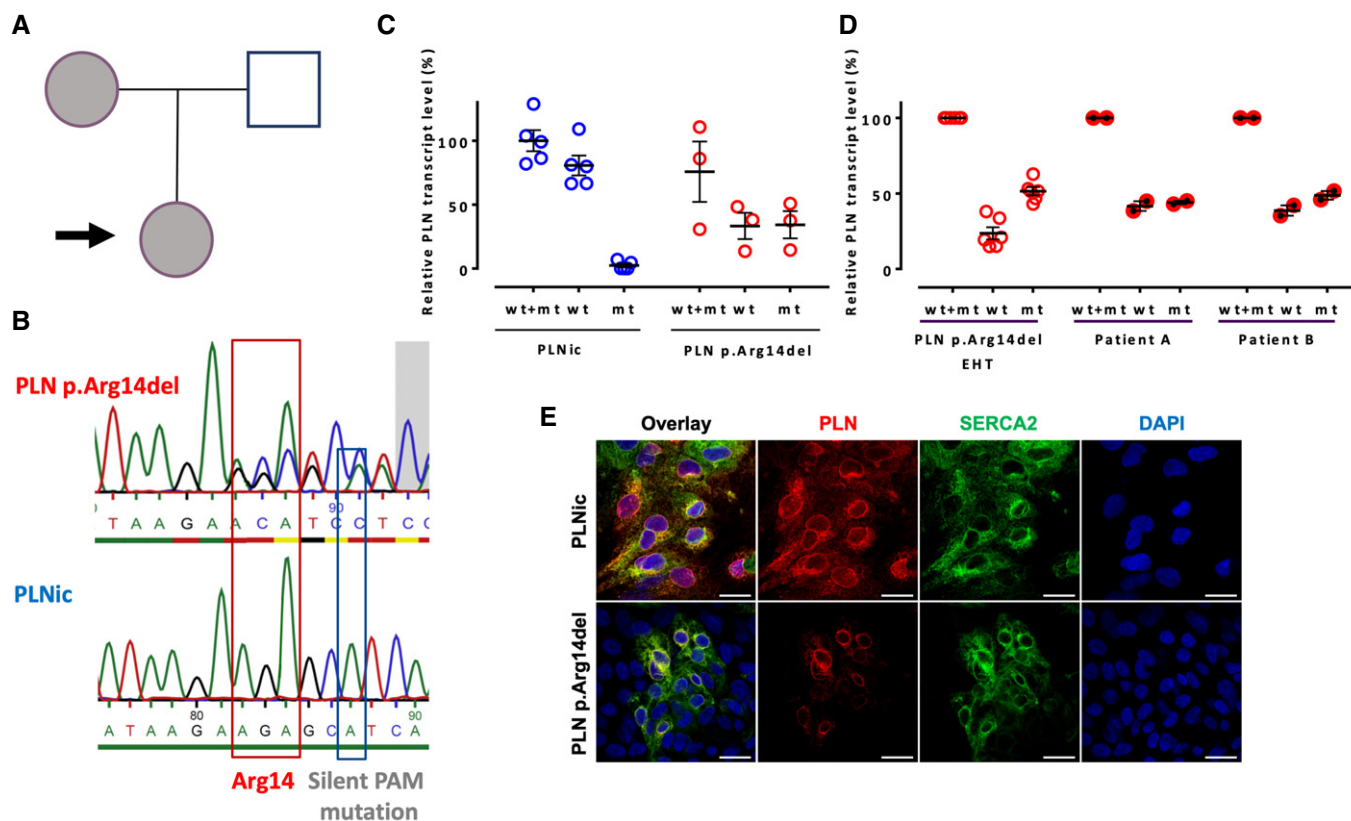 A
B
PLN p.Arg14del
90
T A A G A A C A T C C T C C
PLNic
80
90
A T A A G A A G A G C A T C A
Arg14
Silent PAM
mutation
C
Relative PLN transcript level (%)
100
50
0
wt+mt wt mt wt+mt wt mt
PLNic PLN p.Arg14del
D
Relative PLN transcript level (%)
100
50
0
wt+mt wt mt wt+mt wt mt wt+mt wt mt
PLN p.Arg14del Patient A Patient B
EHT
E
Overlay PLN SERCA2 DAPI
PLNic
PLN p.Arg14del